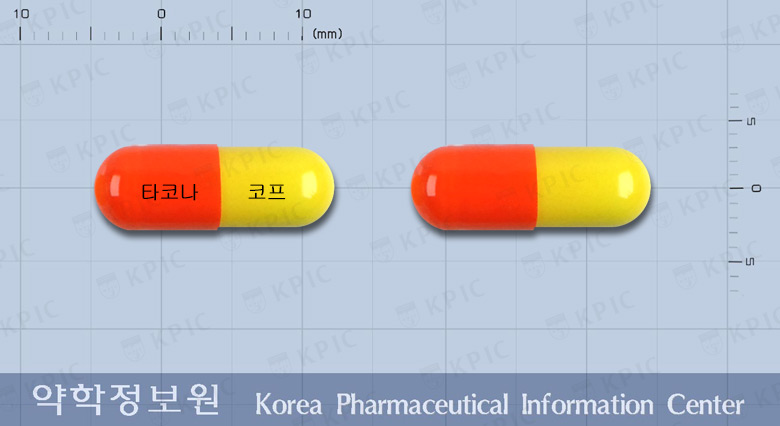 10 0 10
(mm)
KPIC
5
0
5
타코나 코프
약학정보원 Korea Pharmaceutical Information Center